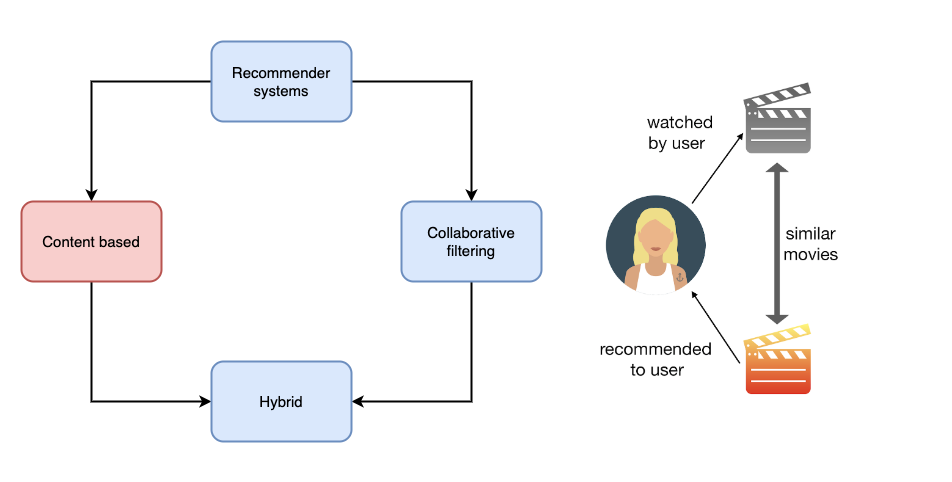 Recommender
systems
Content based
Collaborative
filtering
Hybrid
watched
by user
similar
movies
recommended
to user